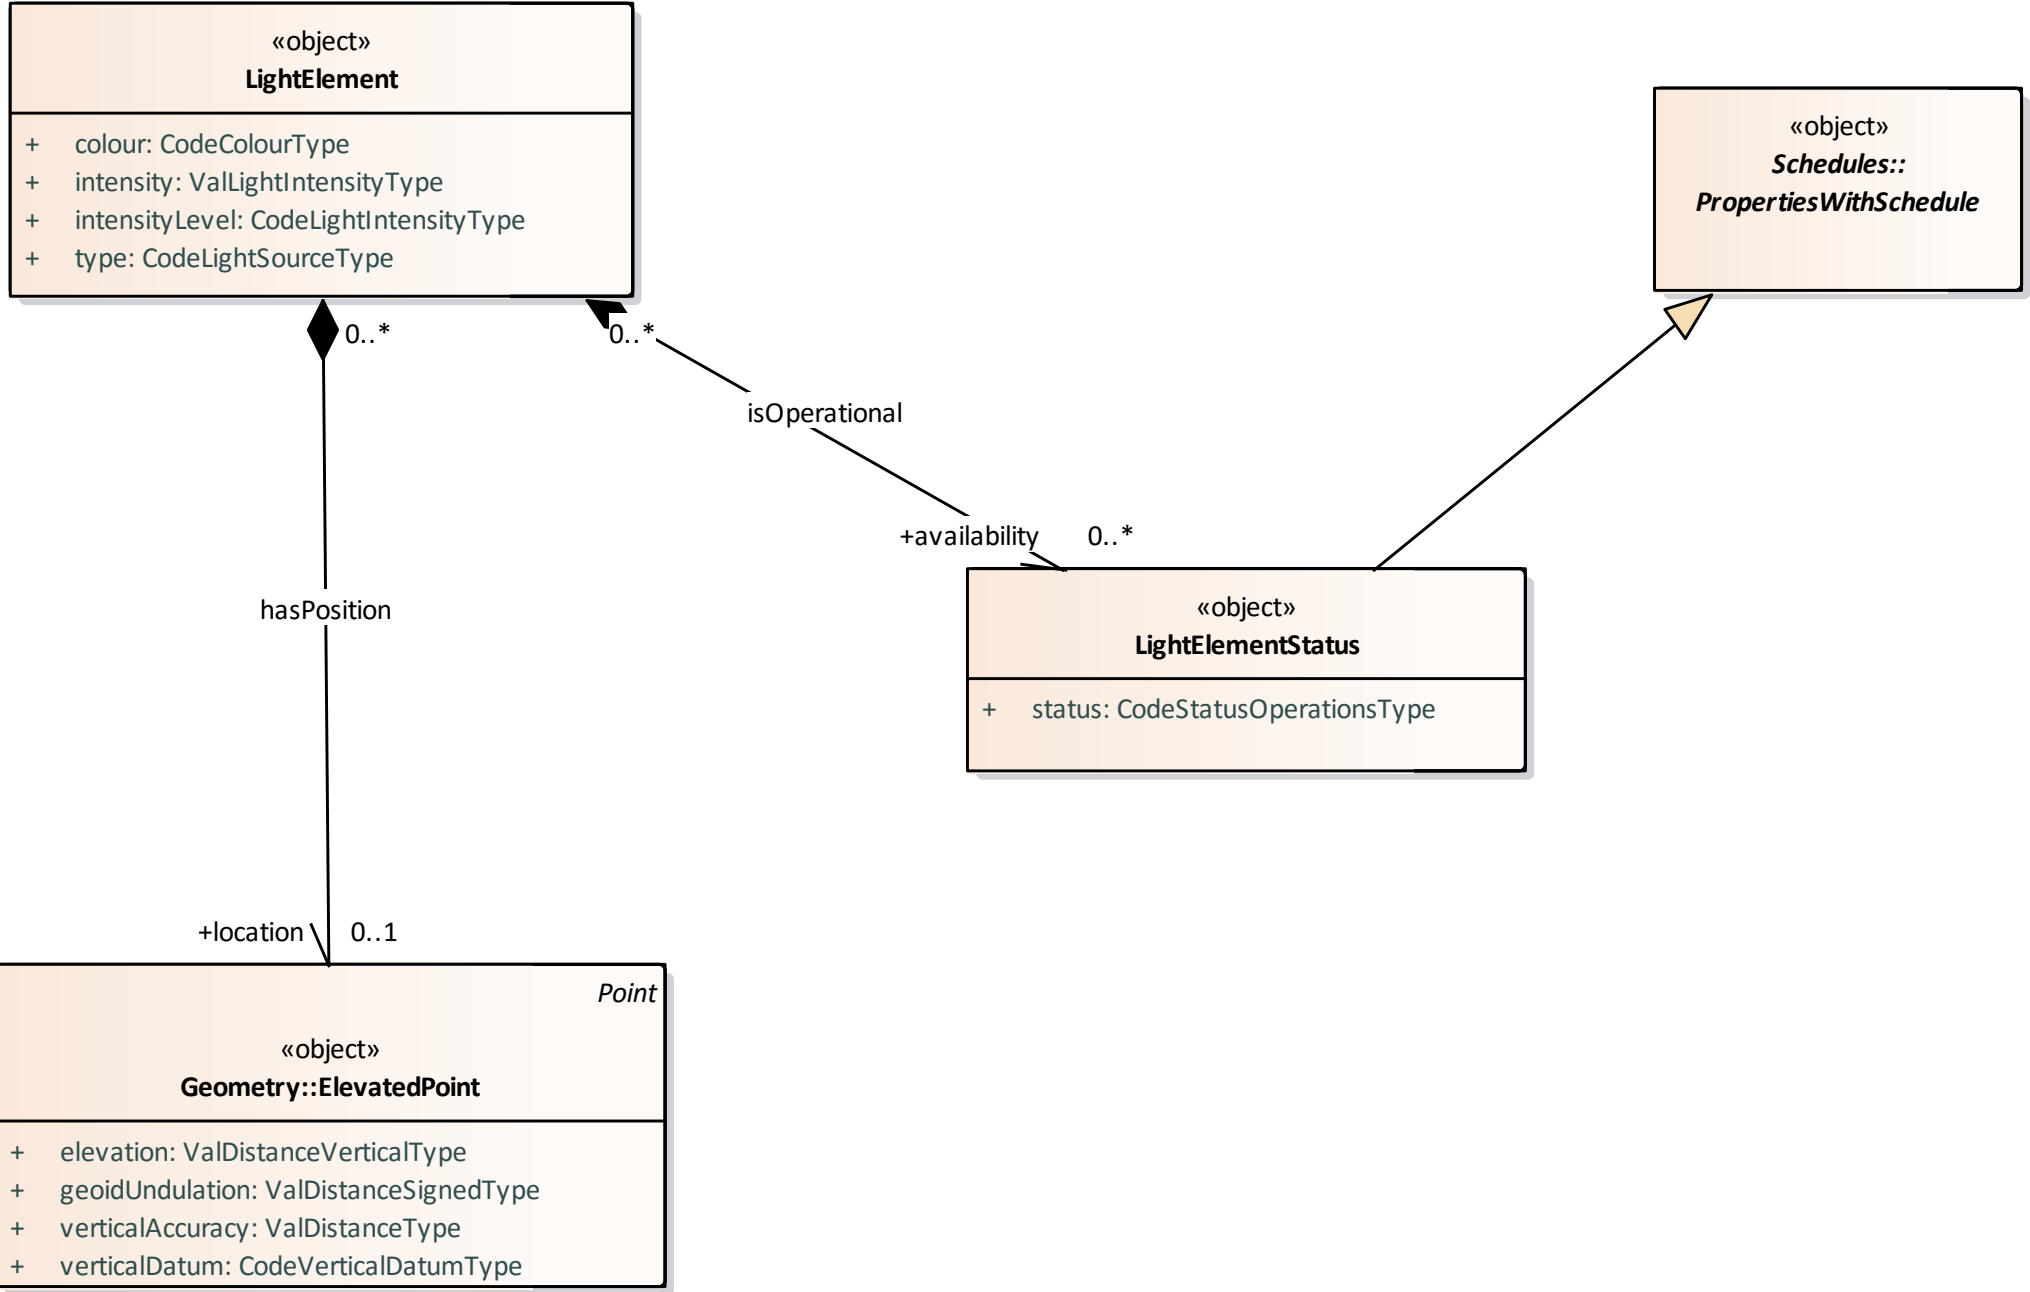 «object»
LightElement
+ colour: CodeColourType
+ intensity: ValLightIntensityType
+ intensityLevel: CodeLightIntensityType
+ type: CodeLightSourceType
«object»
Schedules::
PropertiesWithSchedule
0..*
0..*
isOperational
+availability 0..*
«object»
LightElementStatus
+ status: CodeStatusOperationsType
hasPosition
+location 0..1
Point
«object»
Geometry::ElevatedPoint
+ elevation: ValDistanceVerticalType
+ geoidUndulation: ValDistanceSignedType
+ verticalAccuracy: ValDistanceType
+ verticalDatum: CodeVerticalDatumType